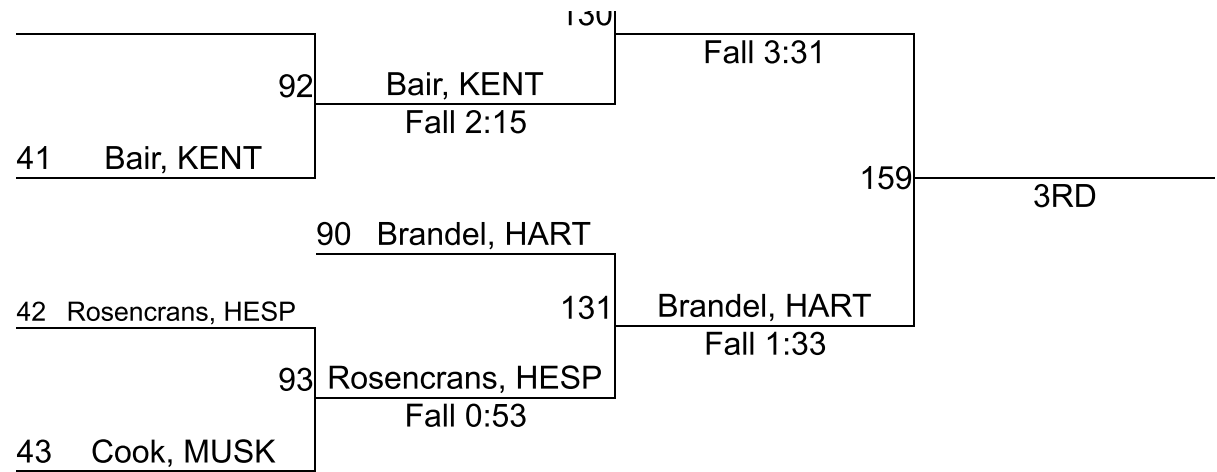 130
Fall 3:31
92 Bair, KENT
Fall 2:15
41 Bair, KENT
159
3RD
90 Brandel, HART
131
42 Rosencrans, HESP
Brandel, HART
Fall 1:33
93 Rosencrans, HESP
Fall 0:53
43 Cook, MUSK